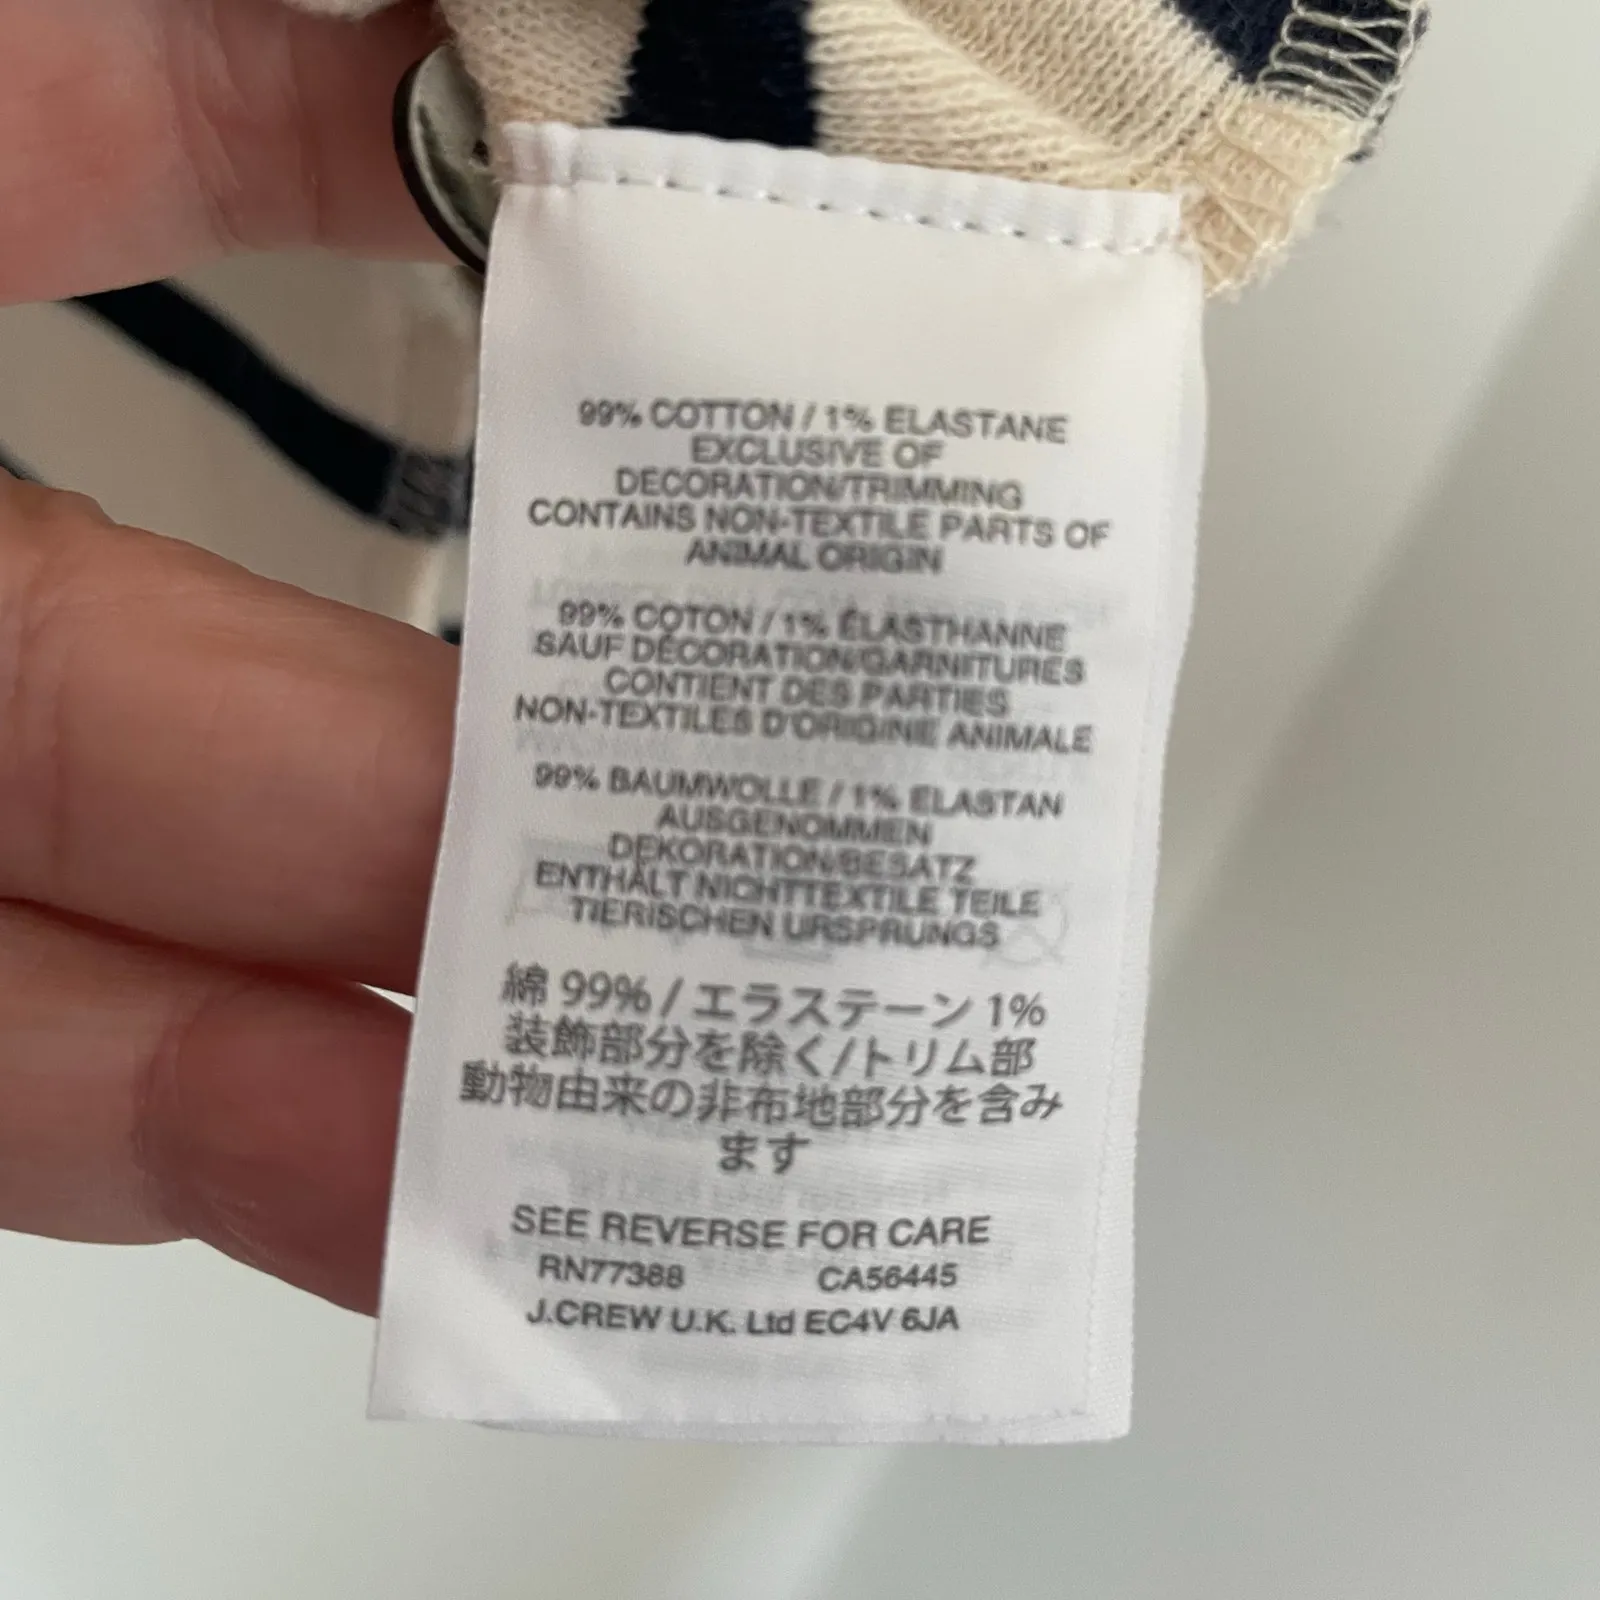 99% COTTON / 1% ELASTANE
EXCLUSIVE OF
DECORATION/TRIMMING
CONTAINS NON-TEXTILE PARTS OF
ANIMAL ORIGIN
99% COTON / 1% ÉLASTHANNE
SAUF DÉCORATION/GARNITURES
CONTIENT DES PARTIES
NON-TEXTILES D'ORIGINE ANIMALE
99% BAUMWOLLE / 1% ELASTAN
AUSGENOMMEN
DEKORATION/BESATZ
ENTHÄLT NICHTTEXTILE TEILE
TIERISCHEN URSPRUNGS
綿 99% / エラステーン 1%
装飾部分を除く/トリム部
動物由来の非布地部分を含み
ます
SEE REVERSE FOR CARE
RN77388 CA56445
J.CREW U.K. Ltd EC4V 6JA